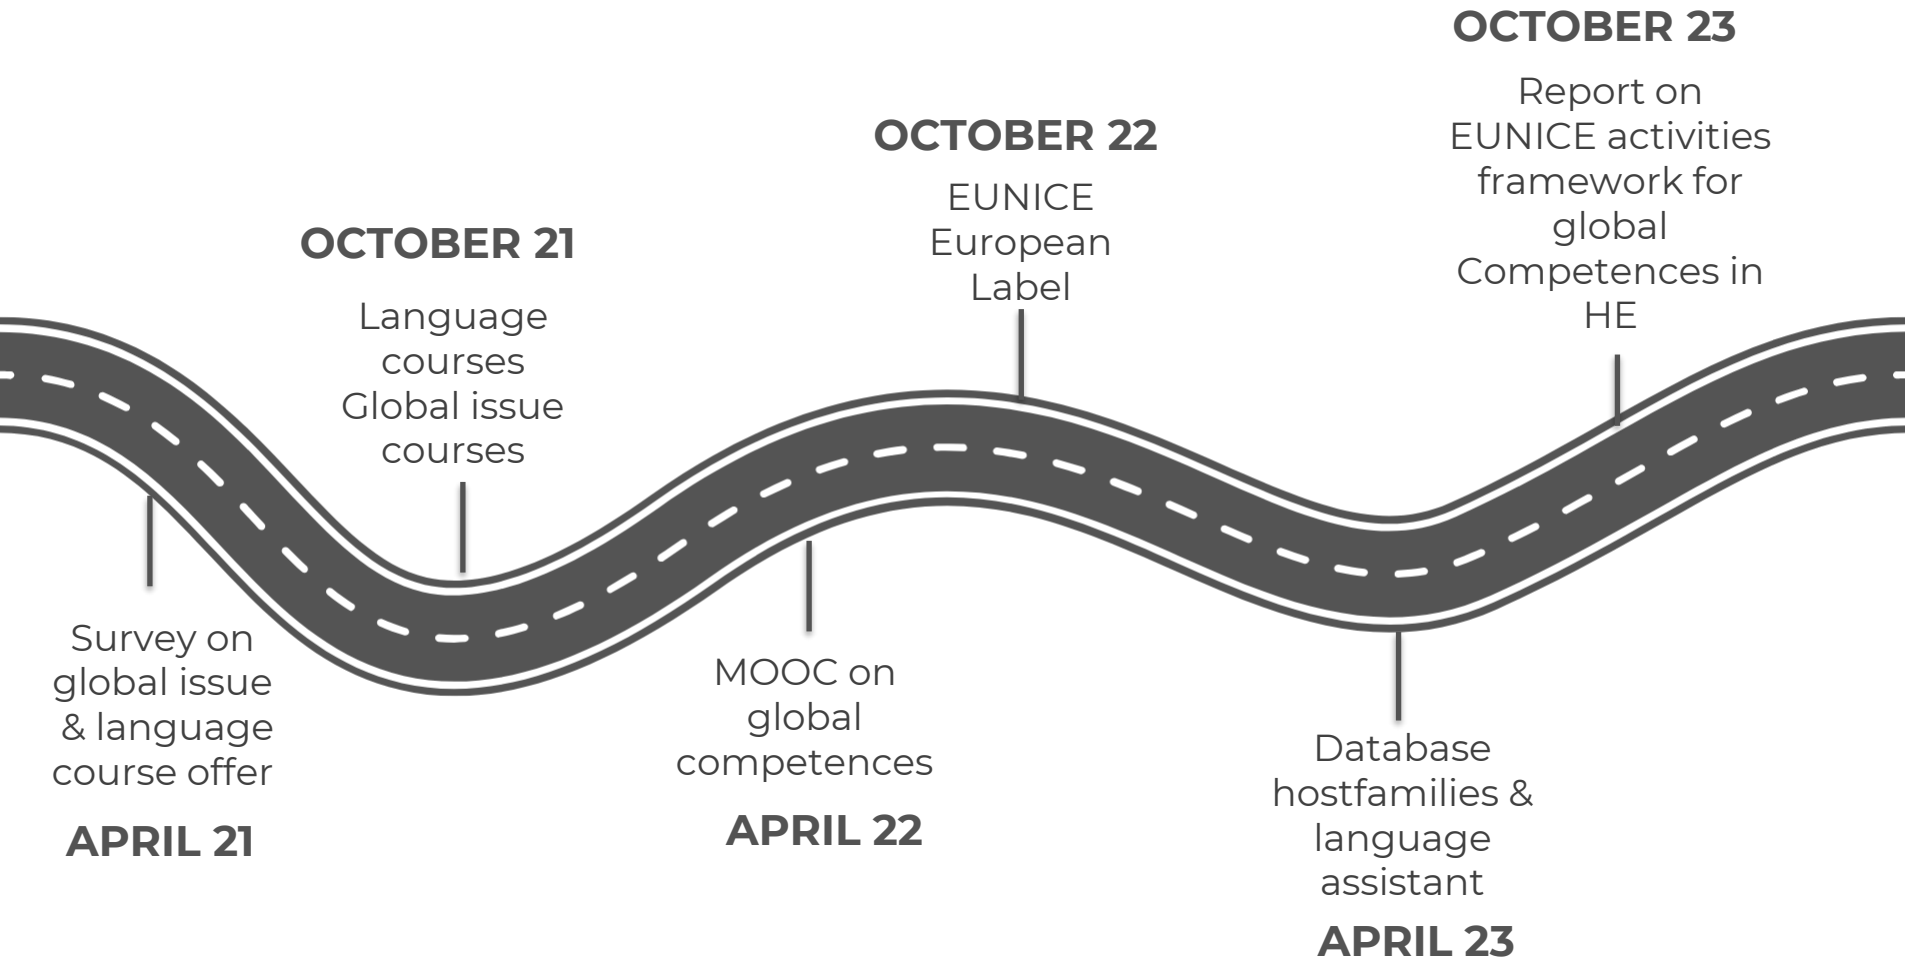 APRIL 21
Survey on
global issue
& language
course offer
OCTOBER 21
Language
courses
Global issue
courses
MOOC on
global
competences
APRIL 22
OCTOBER 22
EUNICE
European
Label
Database
hostfamilies &
language
assistant
APRIL 23
OCTOBER 23
Report on
EUNICE activities
framework for
global
Competences in
HE